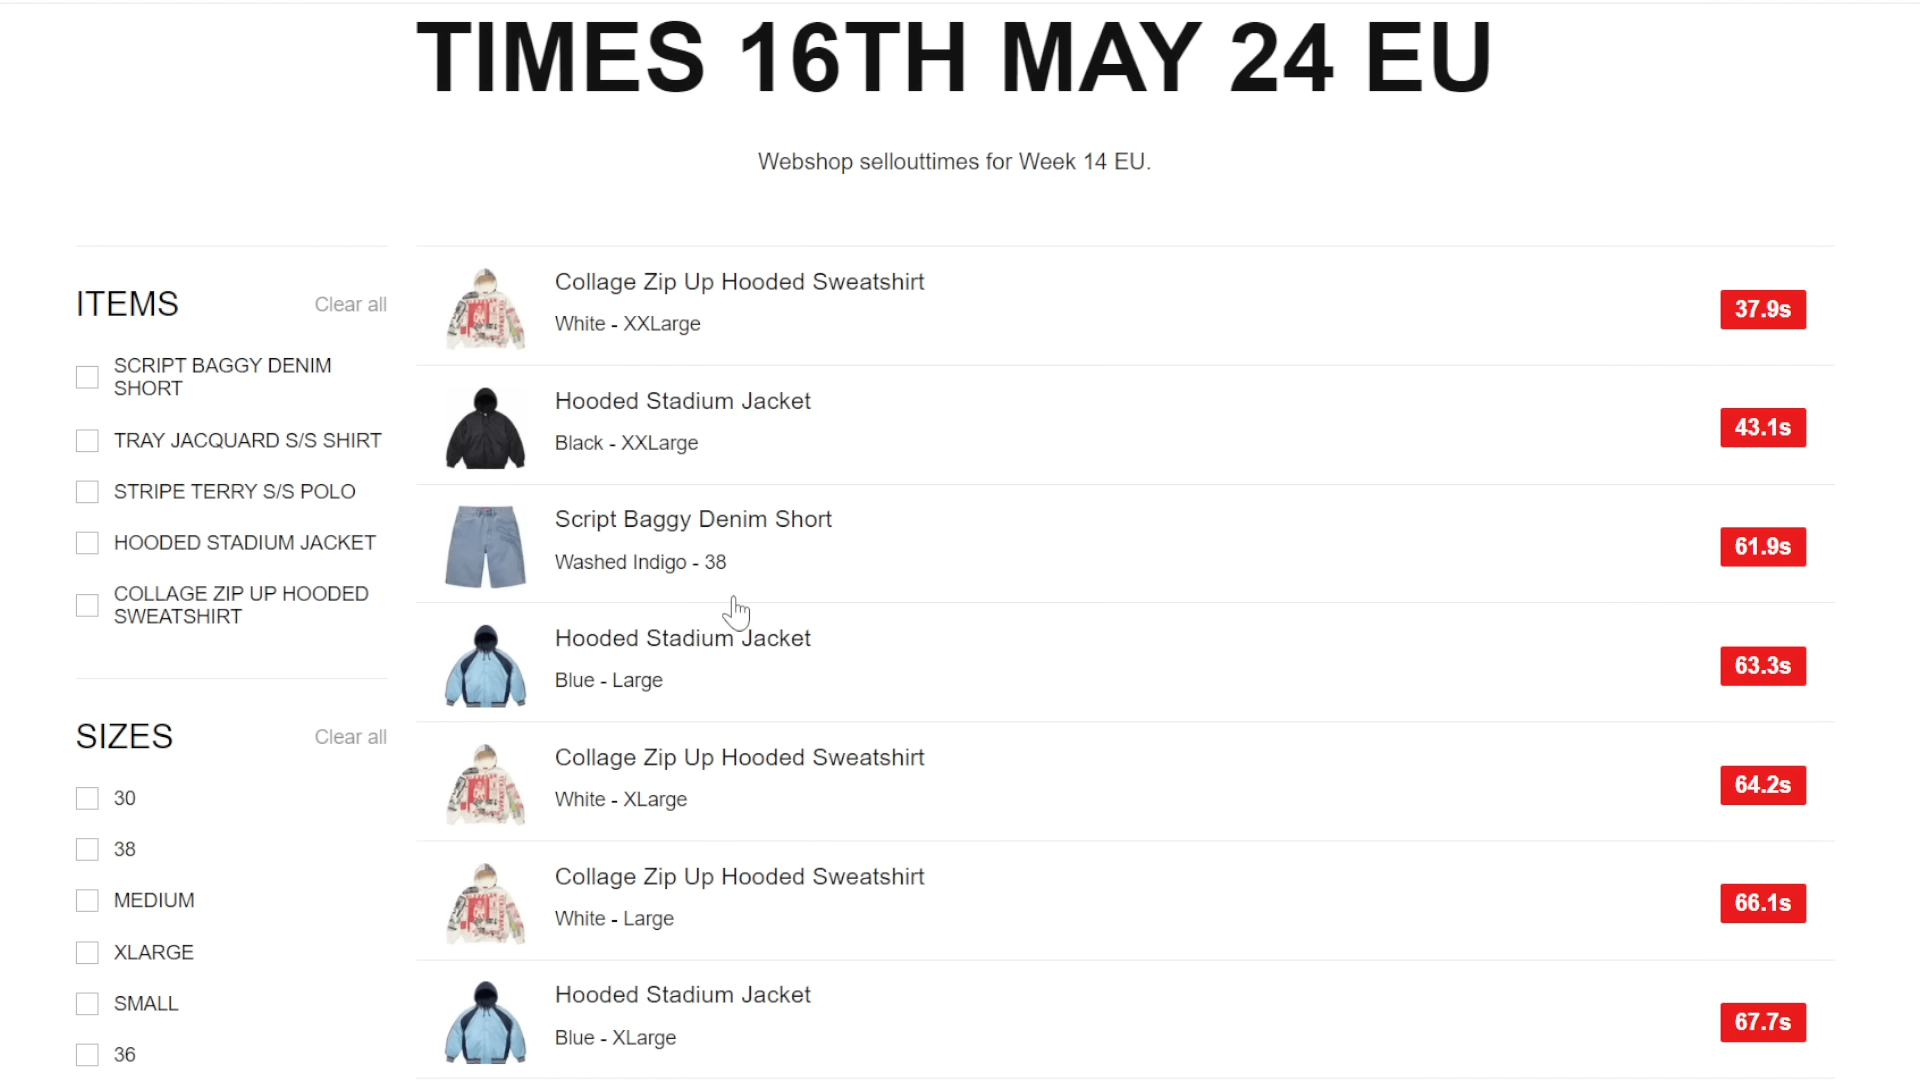 TIMES 16TH MAY 24 EU
Webshop sellouttimes for Week 14 EU.
ITEMS
Clear all
SCRIPT BAGGY DENIM
SHORT
TRAY JACQUARD S/S SHIRT
STRIPE TERRY S/S POLO
HOODED STADIUM JACKET
COLLAGE ZIP UP HOODED
SWEATSHIRT
SIZES
Clear all
30
38
MEDIUM
XLARGE
SMALL
36
Collage Zip Up Hooded Sweatshirt
White - XXLarge
37.9s
Hooded Stadium Jacket
Black - XXLarge
43.1s
Script Baggy Denim Short
Washed Indigo - 38
61.9s
Hooded Stadium Jacket
Blue - Large
63.3s
Collage Zip Up Hooded Sweatshirt
White - XLarge
64.2s
Collage Zip Up Hooded Sweatshirt
White - Large
66.1s
Hooded Stadium Jacket
Blue - XLarge
67.7s